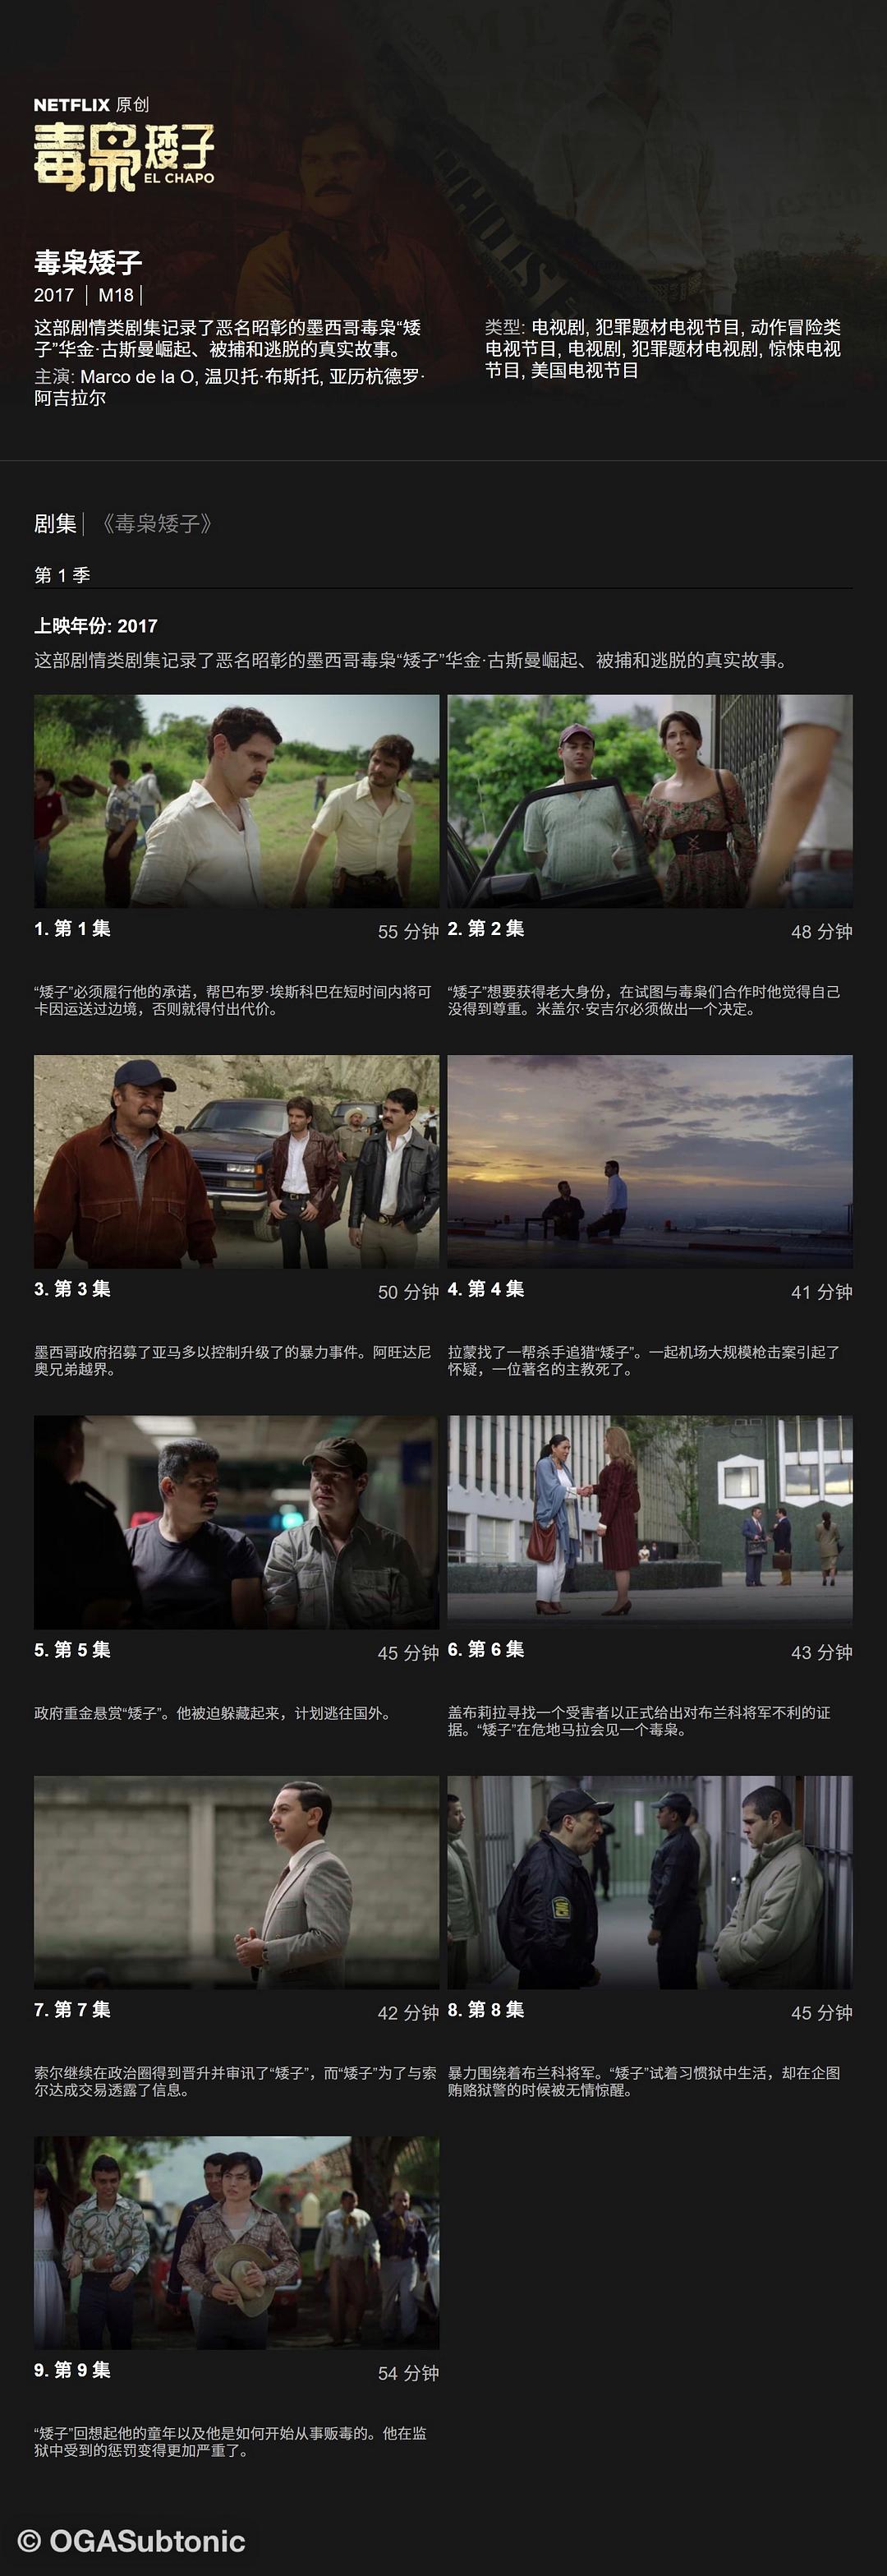 NETFLIX 原创
毒枭矮子
EL CHAPO
毒枭矮子
2017 | M18 |
这部剧情类剧集记录了恶名昭彰的墨西哥毒枭“矮
子”华金·古斯曼崛起、被捕和逃脱的真实故事。
主演: Marco de la O, 温贝托·布斯托, 亚历杭德罗·
阿吉拉尔
类型: 电视剧, 犯罪题材电视节目, 动作冒险类
电视节目, 电视剧, 犯罪题材电视剧, 惊悚电视
节目, 美国电视节目
剧集 | 《毒枭矮子》
第 1 季
上映年份: 2017
这部剧情类剧集记录了恶名昭彰的墨西哥毒枭“矮子”华金·古斯曼崛起、被捕和逃脱的真实故事。
1. 第 1 集 55 分钟
“矮子”必须履行他的承诺，帮巴布罗·埃斯科巴在短时间内将可
卡因运送过边境，否则就得付出代价。
2. 第 2 集 48 分钟
“矮子”想要获得老大身份，在试图与毒枭们合作时他觉得自己
没得到尊重。米盖尔·安吉尔必须做出一个决定。
3. 第 3 集 50 分钟
墨西哥政府招募了亚马多以控制升级了的暴力事件。阿旺达尼
奥兄弟越界。
4. 第 4 集 41 分钟
拉蒙找了一帮杀手追猎“矮子”。一起机场大规模枪击案引起了
怀疑，一位著名的主教死了。
5. 第 5 集 45 分钟
政府重金悬赏“矮子”。他被迫躲藏起来，计划逃往国外。
6. 第 6 集 43 分钟
盖布莉拉寻找一个受害者以正式给出对布兰科将军不利的证
据。“矮子”在危地马拉会见一个毒枭。
7. 第 7 集 42 分钟
索尔继续在政治圈得到晋升并审讯了“矮子”，而“矮子”为了与索
尔达成交易透露了信息。
8. 第 8 集 45 分钟
暴力围绕着布兰科将军。“矮子”试着习惯狱中生活，却在企图
贿赂狱警的时候被无情惊醒。
9. 第 9 集 54 分钟
“矮子”回想起他的童年以及他是如何开始从事贩毒的。他在监
狱中受到的惩罚变得更加严重了。
© OGASubtonic